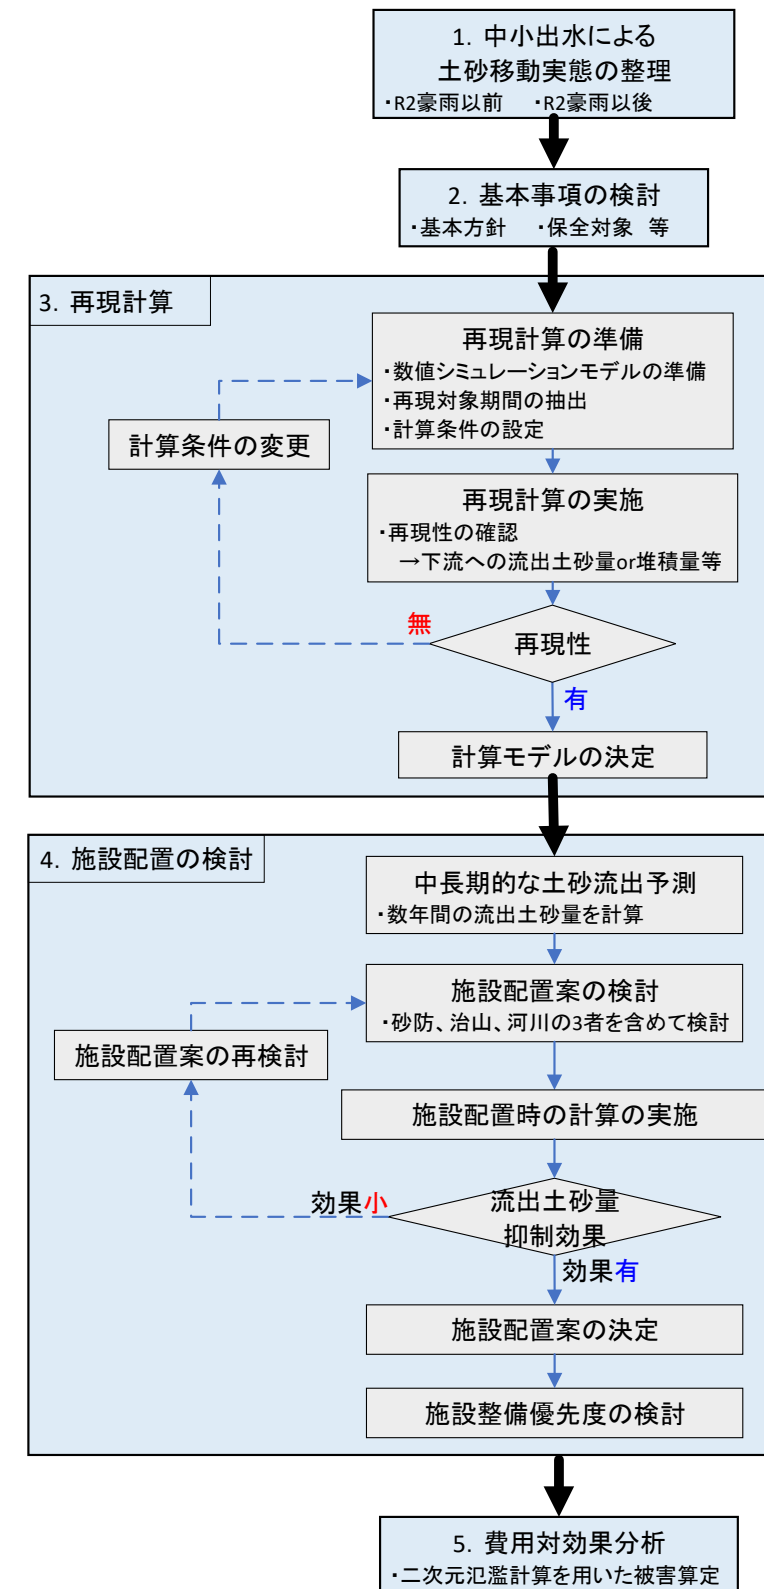 1. 中小出水による
土砂移動実態の整理
・R2豪雨以前　・R2豪雨以後
2. 基本事項の検討
・基本方針　・保全対象　等
3. 再現計算
再現計算の準備
・数値シミュレーションモデルの準備
・再現対象期間の抽出
・計算条件の設定
計算条件の変更
再現計算の実施
・再現性の確認
→下流への流出土砂量or堆積量等
無
再現性
有
計算モデルの決定
4. 施設配置の検討
中長期的な土砂流出予測
・数年間の流出土砂量を計算
施設配置案の検討
・砂防、治山、河川の3者を含めて検討
施設配置案の再検討
施設配置時の計算の実施
効果小
流出土砂量
抑制効果
効果有
施設配置案の決定
施設整備優先度の検討
5. 費用対効果分析
・二次元氾濫計算を用いた被害算定